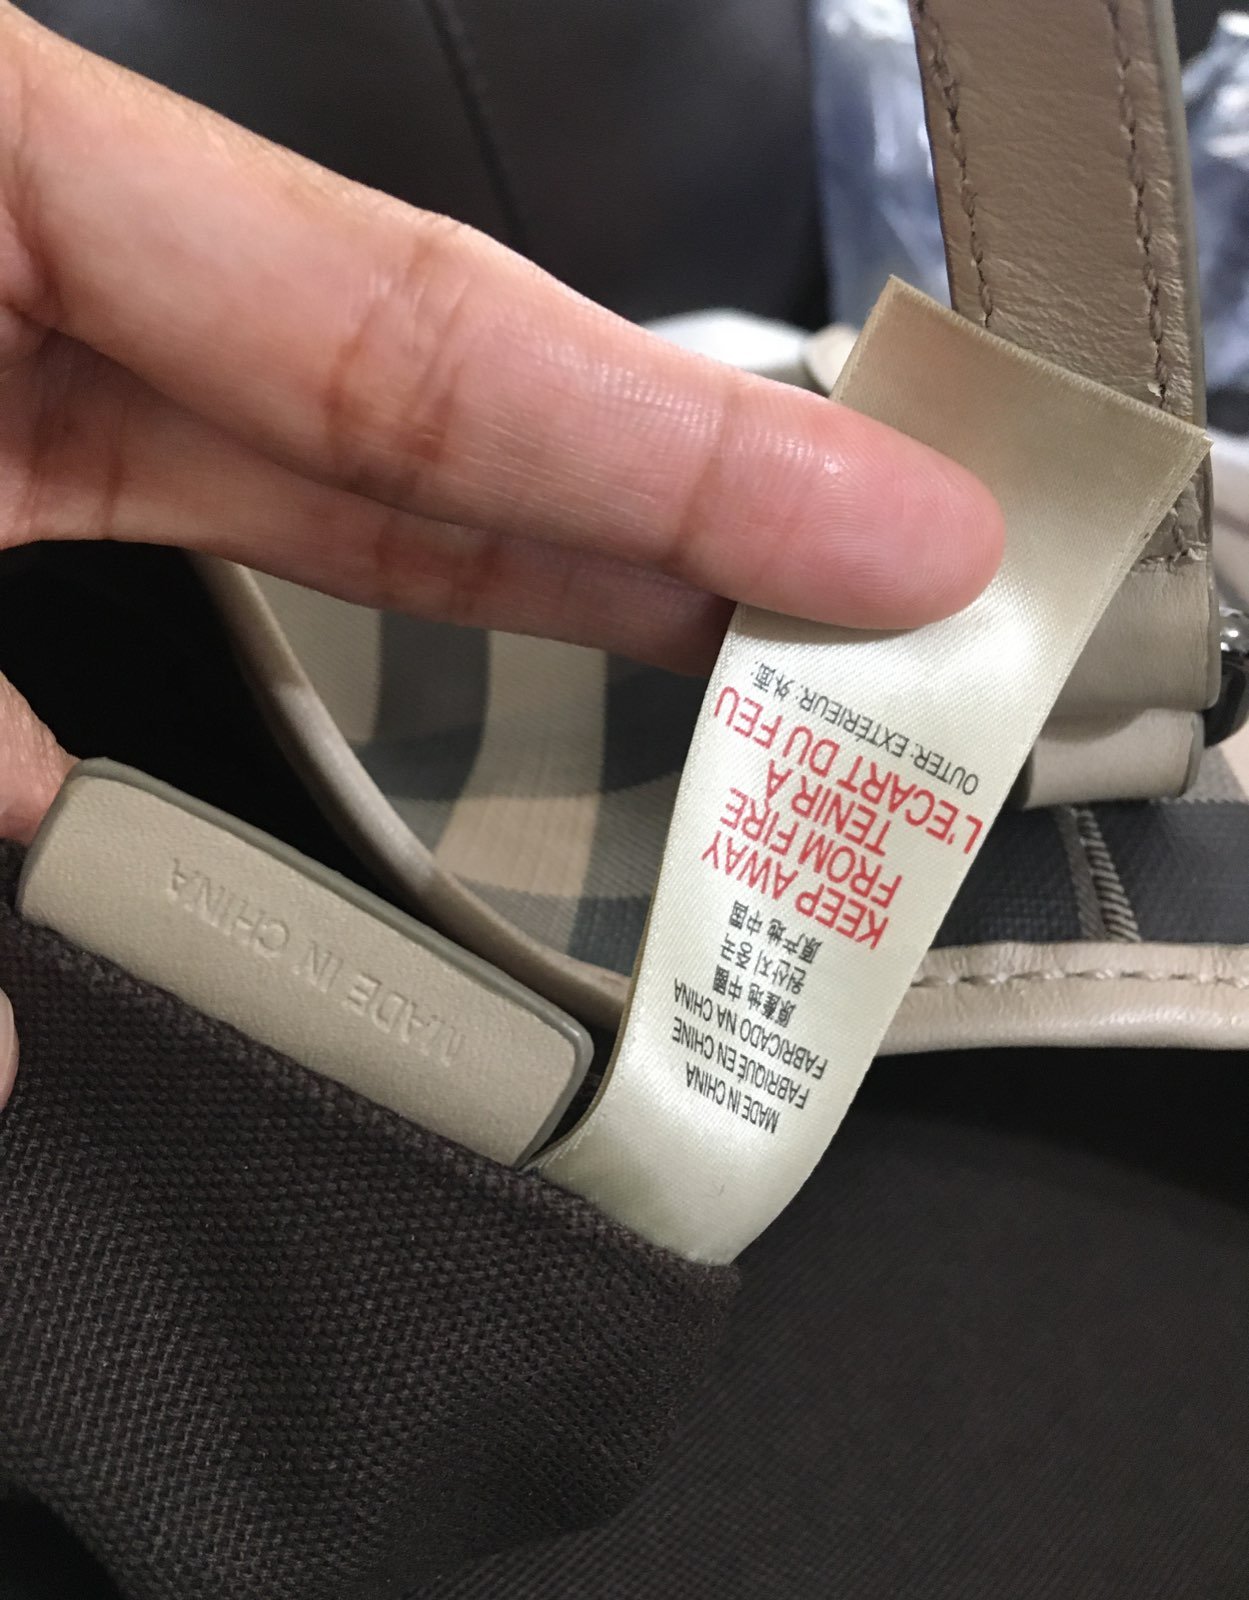 MADE IN CHINA
MADE IN CHINA
FABRIQUÉ EN CHINE
FABRICADO NA CHINA
原產地 中國
원산지 중국
原产地 中國
KEEP AWAY
FROM FIRE
TENIR A
L'ECART DU FEU
OUTER: EXTÉRIEUR: 外面: